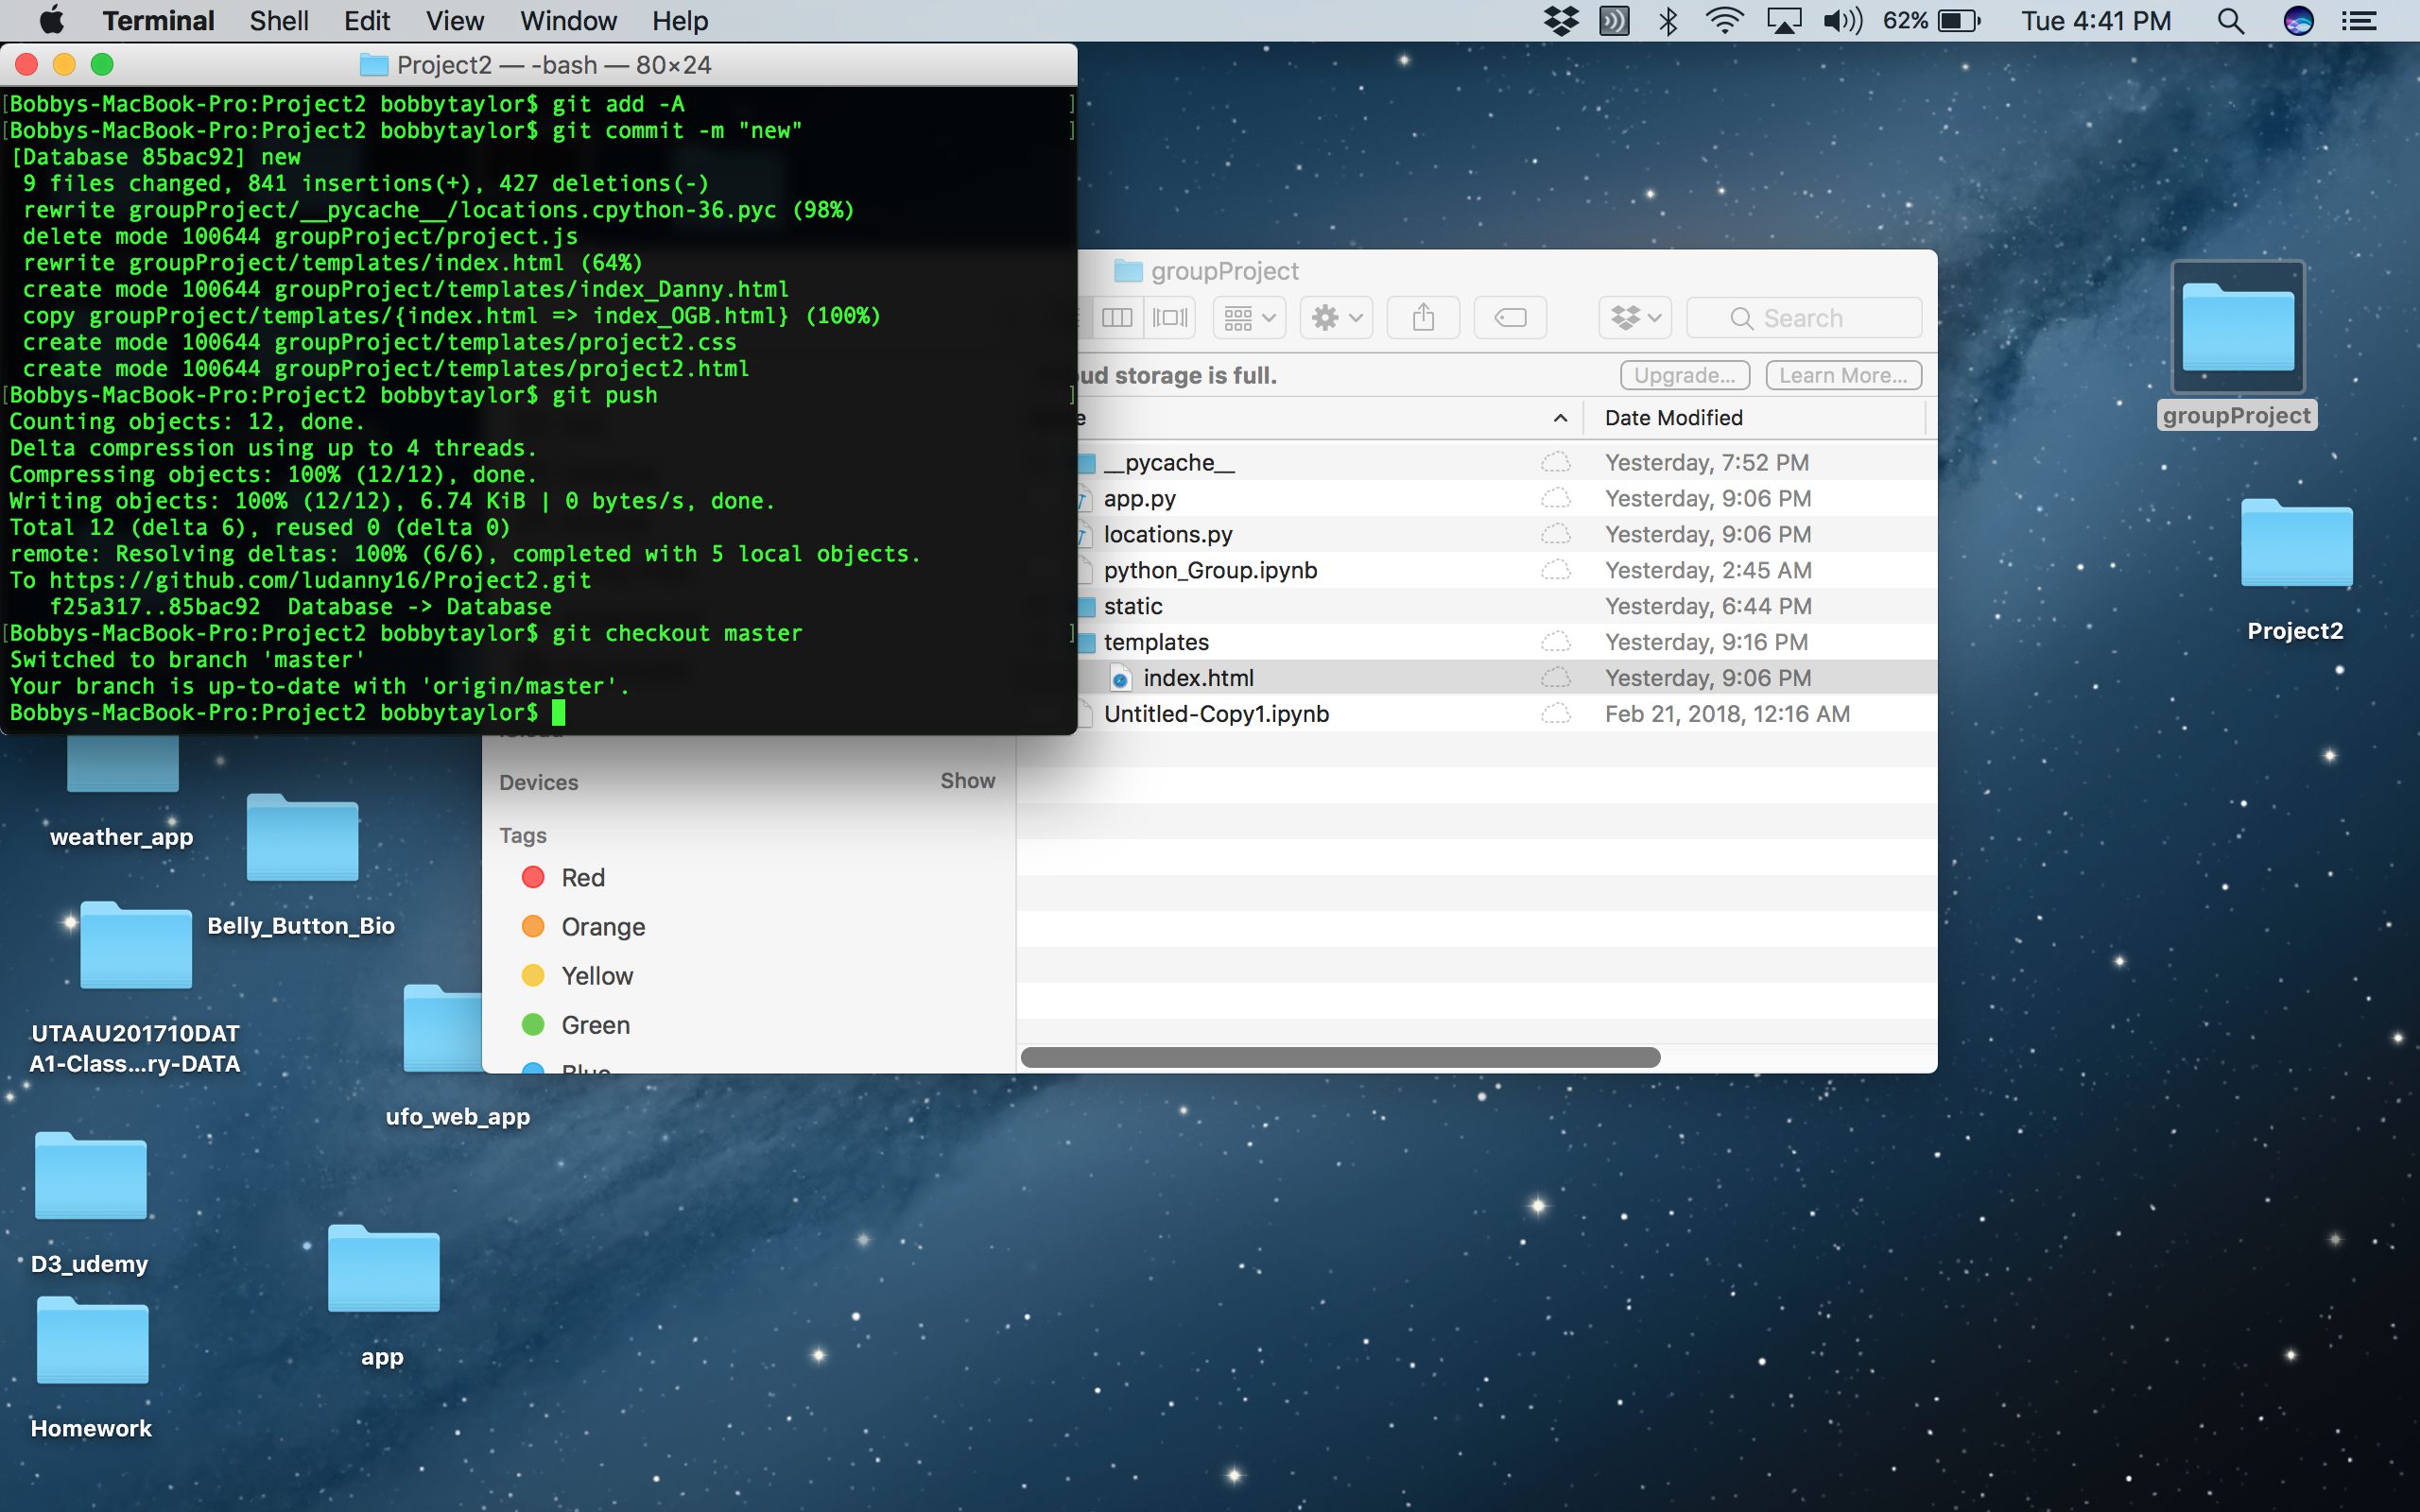 Terminal Shell Edit View Window Help 62% Tue 4:41 PM
Project2 — -bash — 80×24
[Bobbys-MacBook-Pro:Project2 bobbytaylor$ git add -A ]
[Bobbys-MacBook-Pro:Project2 bobbytaylor$ git commit -m "new" ]
[Database 85bac92] new
9 files changed, 841 insertions(+), 427 deletions(-)
rewrite groupProject/__pycache__/locations.cpython-36.pyc (98%)
delete mode 100644 groupProject/project.js
rewrite groupProject/templates/index.html (64%)
create mode 100644 groupProject/templates/index_Danny.html
copy groupProject/templates/{index.html => index_OGB.html} (100%)
create mode 100644 groupProject/templates/project2.css
create mode 100644 groupProject/templates/project2.html
[Bobbys-MacBook-Pro:Project2 bobbytaylor$ git push ]
Counting objects: 12, done.
Delta compression using up to 4 threads.
Compressing objects: 100% (12/12), done.
Writing objects: 100% (12/12), 6.74 KiB | 0 bytes/s, done.
Total 12 (delta 6), reused 0 (delta 0)
remote: Resolving deltas: 100% (6/6), completed with 5 local objects.
To https://github.com/ludanny16/Project2.git
f25a317..85bac92 Database -> Database
[Bobbys-MacBook-Pro:Project2 bobbytaylor$ git checkout master ]
Switched to branch 'master'
Your branch is up-to-date with 'origin/master'.
Bobbys-MacBook-Pro:Project2 bobbytaylor$
groupProject
Search
storage is full.
Upgrade... Learn More...
Date Modified
__pycache__ Yesterday, 7:52 PM
app.py Yesterday, 9:06 PM
locations.py Yesterday, 9:06 PM
python_Group.ipynb Yesterday, 2:45 AM
static Yesterday, 6:44 PM
templates Yesterday, 9:16 PM
index.html Yesterday, 9:06 PM
Untitled-Copy1.ipynb Feb 21, 2018, 12:16 AM
Devices Show
Tags
Red
Orange
Yellow
Green
Blue
groupProject
Project2
weather_app
Belly_Button_Bio
UTAAU201710DAT
A1-Class...ry-DATA
ufo_web_app
D3_udemy
app
Homework